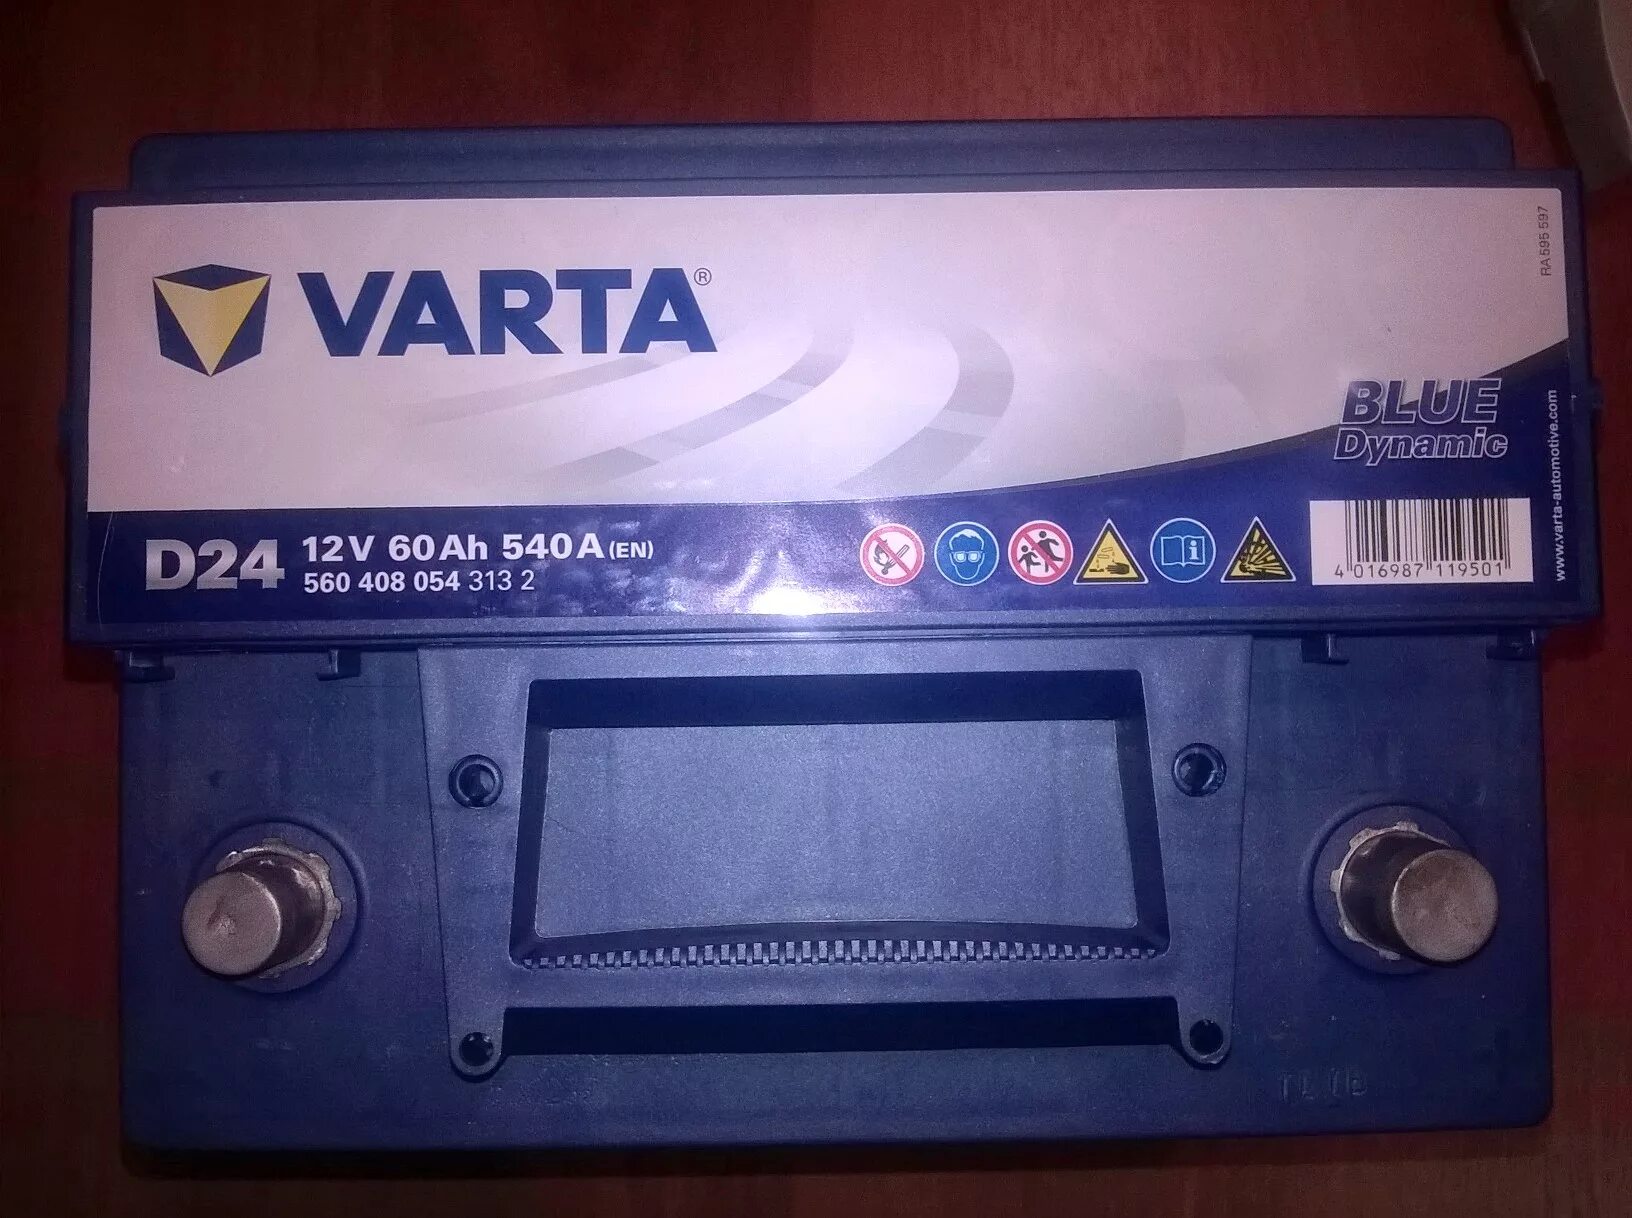 VARTA®
RA 595 597
BLUE
Dynamic
www.varta-automotive.com
D24 12V 60Ah 540A (EN)
560 408 054 313 2
4 016987 119501